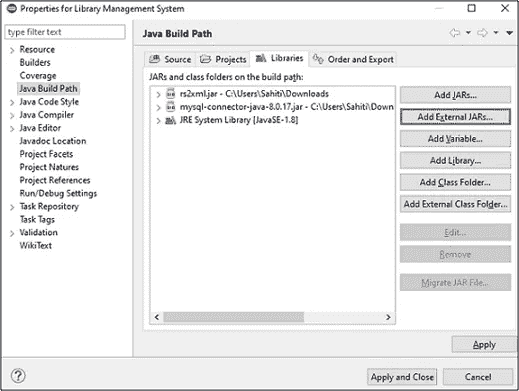 Properties for Library Management System
type filter text
Resource
Builders
Coverage
Java Build Path
Java Code Style
Java Compiler
Java Editor
Javadoc Location
Project Facets
Project Natures
Project References
Run/Debug Settings
Task Repository
Task Tags
Validation
WikiText
Java Build Path
Source
Projects
Libraries
Order and Export
JARs and class folders on the build path:
rs2xml.jar - C:\Users\Sahiti\Downloads
mysql-connector-java-8.0.17.jar - C:\Users\Sahiti\Down
JRE System Library [JavaSE-1.8]
Add JARs...
Add External JARs...
Add Variable...
Add Library...
Add Class Folder...
Add External Class Folder...
Edit...
Remove
Migrate JAR File...
Apply
Apply and Close
Cancel